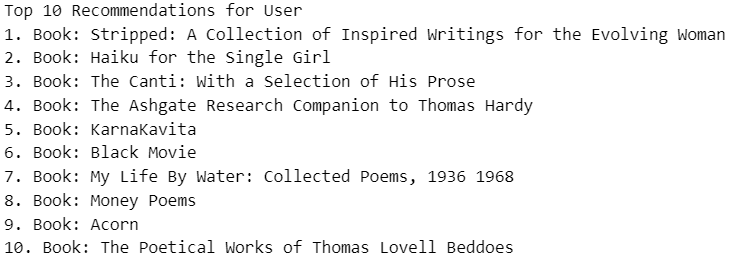 Top 10 Recommendations for User
1. Book: Stripped: A Collection of Inspired Writings for the Evolving Woman
2. Book: Haiku for the Single Girl
3. Book: The Canti: With a Selection of His Prose
4. Book: The Ashgate Research Companion to Thomas Hardy
5. Book: KarnaKavita
6. Book: Black Movie
7. Book: My Life By Water: Collected Poems, 1936 1968
8. Book: Money Poems
9. Book: Acorn
10. Book: The Poetical Works of Thomas Lovell Beddoes